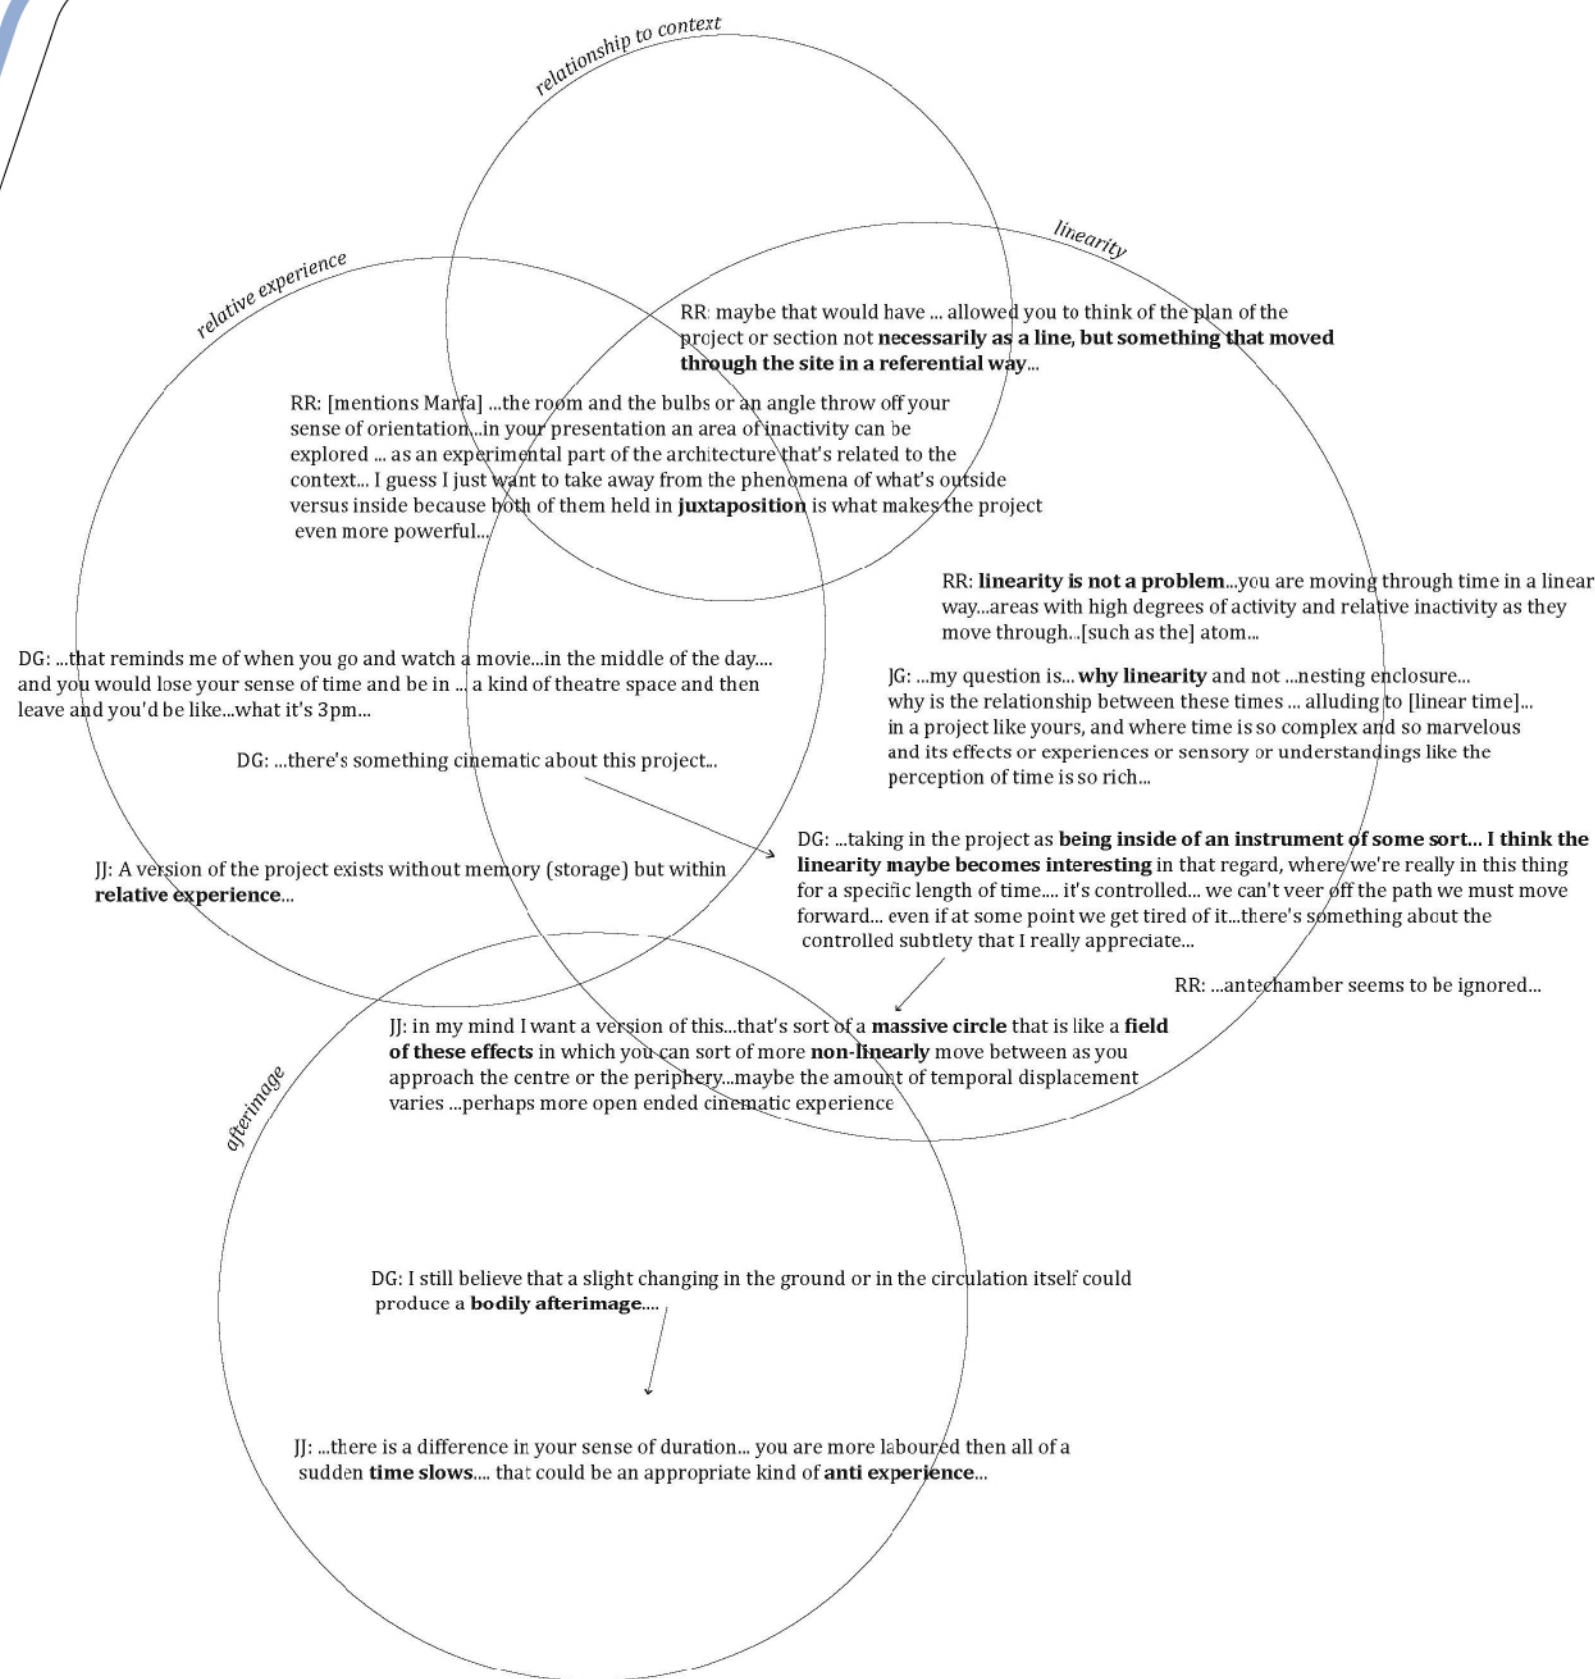 relationship to context
linearity
relative experience
RR: maybe that would have ... allowed you to think of the plan of the
project or section not necessarily as a line, but something that moved
through the site in a referential way...
RR: [mentions Marfa] ...the room and the bulbs or an angle throw off your
sense of orientation...in your presentation an area of inactivity can be
explored ... as an experimental part of the architecture that's related to the
context... I guess I just want to take away from the phenomena of what's outside
versus inside because both of them held in juxtaposition is what makes the project
even more powerful...
RR: linearity is not a problem...you are moving through time in a linear
way...areas with high degrees of activity and relative inactivity as they
move through...[such as the] atom...
DG: ...that reminds me of when you go and watch a movie...in the middle of the day....
and you would lose your sense of time and be in ... a kind of theatre space and then
leave and you'd be like...what it's 3pm...
JG: ...my question is... why linearity and not ...nesting enclosure...
why is the relationship between these times ... alluding to [linear time]...
in a project like yours, and where time is so complex and so marvelous
and its effects or experiences or sensory or understandings like the
perception of time is so rich...
DG: ...there's something cinematic about this project...
DG: ...taking in the project as being inside of an instrument of some sort... I think the
linearity maybe becomes interesting in that regard, where we're really in this thing
for a specific length of time.... it's controlled... we can't veer off the path we must move
forward... even if at some point we get tired of it...there's something about the
controlled subtlety that I really appreciate...
JJ: A version of the project exists without memory (storage) but within
relative experience...
RR: ...antechamber seems to be ignored...
JJ: in my mind I want a version of this...that's sort of a massive circle that is like a field
of these effects in which you can sort of more non-linearly move between as you
approach the centre or the periphery...maybe the amount of temporal displacement
varies ...perhaps more open ended cinematic experience
afterimage
DG: I still believe that a slight changing in the ground or in the circulation itself could
produce a bodily afterimage....
JJ: ...there is a difference in your sense of duration... you are more laboured then all of a
sudden time slows.... that could be an appropriate kind of anti experience...